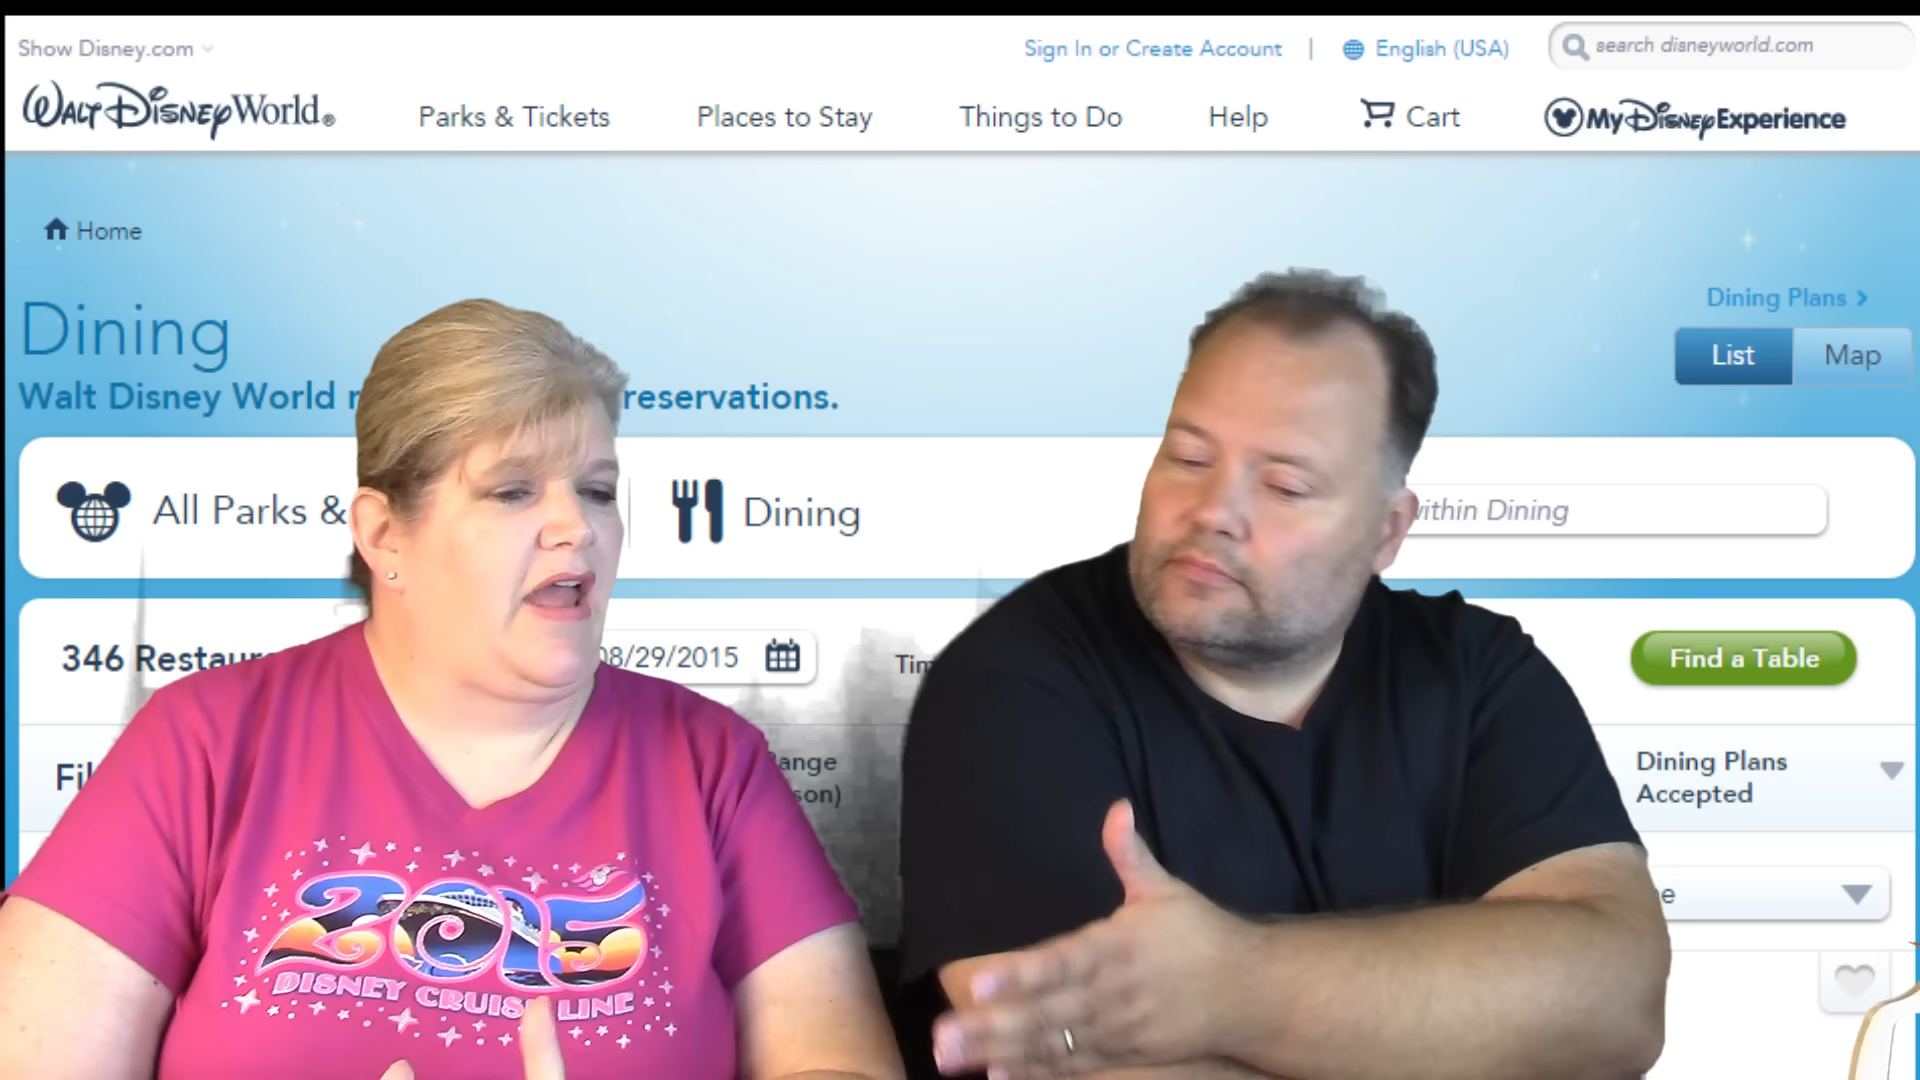 Show Disney.com
Sign In or Create Account | English (USA)
search disneyworld.com
Walt Disney World®
Parks & Tickets
Places to Stay
Things to Do
Help
Cart
My Disney Experience
Home
Dining Plans >
Dining
List
Map
Walt Disney World reservations.
All Parks &
Dining
within Dining
346
08/29/2015
Find a Table
Dining Plans
Accepted
2015
DISNEY CRUISE LINE